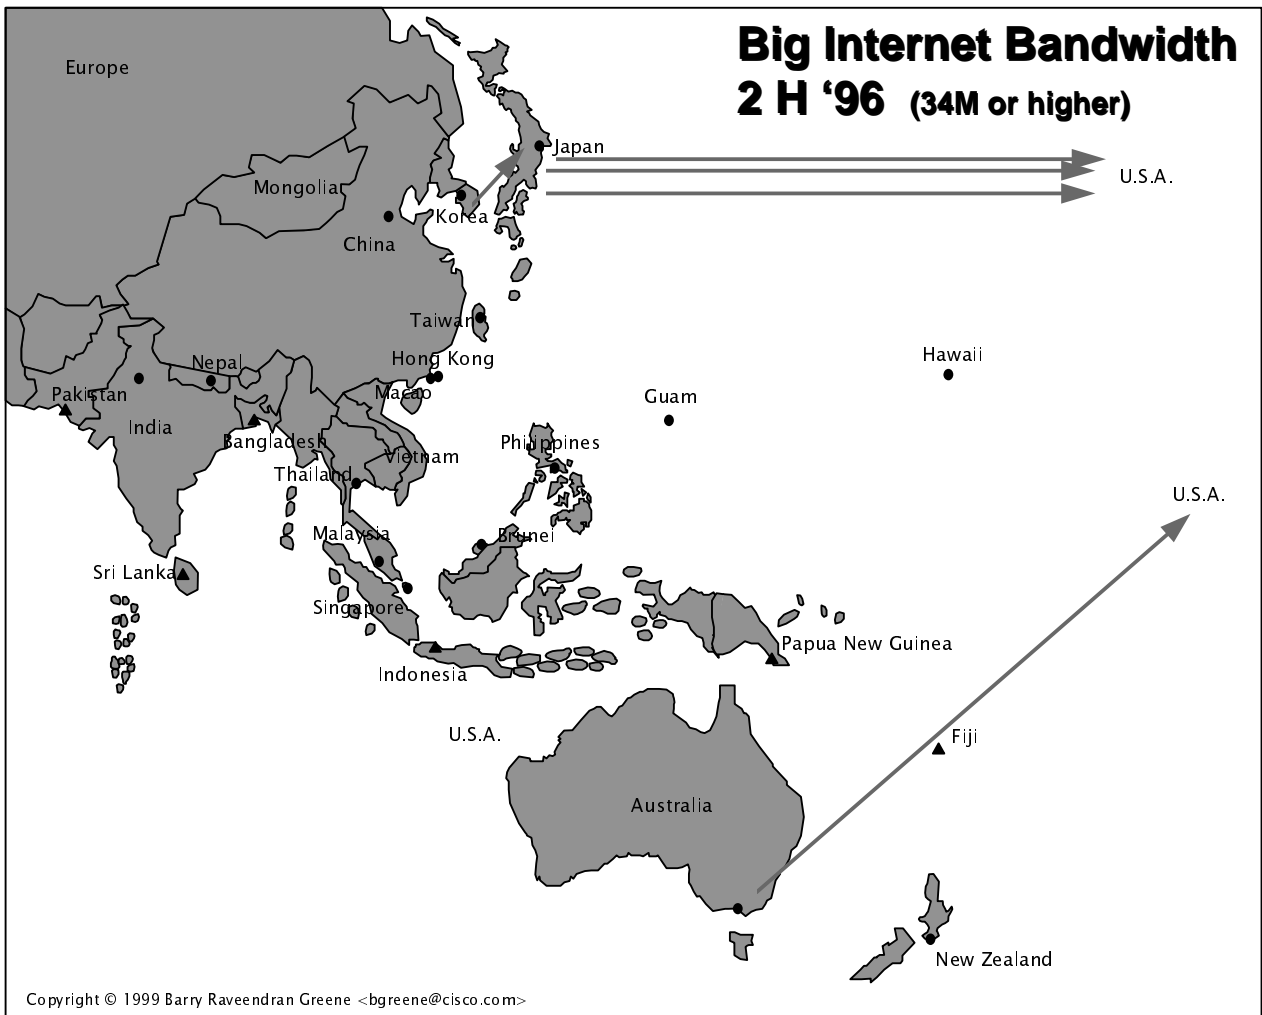 Big Internet Bandwidth
2 H ‘96 (34M or higher)
Europe
Japan
U.S.A.
Mongolia
Korea
China
Taiwan
Hong Kong
Hawaii
Nepal
Macao
Pakistan
Guam
India
Bangladesh
Philippines
Vietnam
Thailand
U.S.A.
Malaysia
Brunei
Sri Lanka
Singapore
Papua New Guinea
Indonesia
U.S.A.
Fiji
Australia
New Zealand
Copyright © 1999 Barry Raveendran Greene <bgreene@cisco.com>